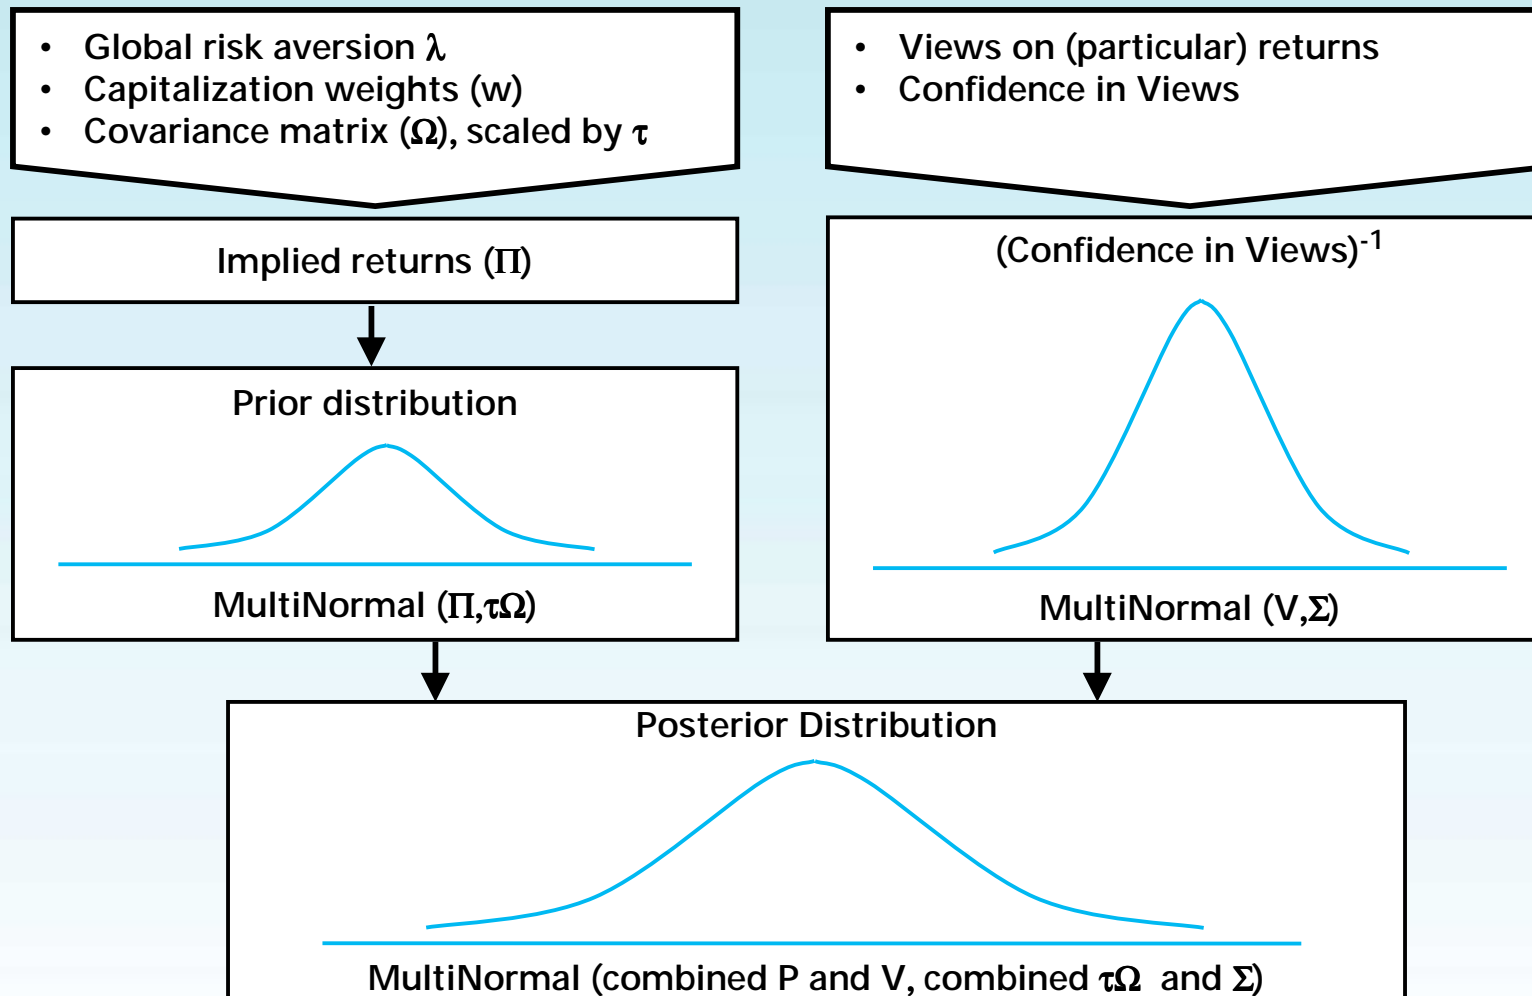 • Global risk aversion λ
• Capitalization weights (w)
• Covariance matrix (Ω), scaled by τ
• Views on (particular) returns
• Confidence in Views
Implied returns (Π)
(Confidence in Views)⁻¹
Prior distribution
MultiNormal (Π,τΩ)
MultiNormal (V,Σ)
Posterior Distribution
MultiNormal (combined P and V, combined τΩ and Σ)